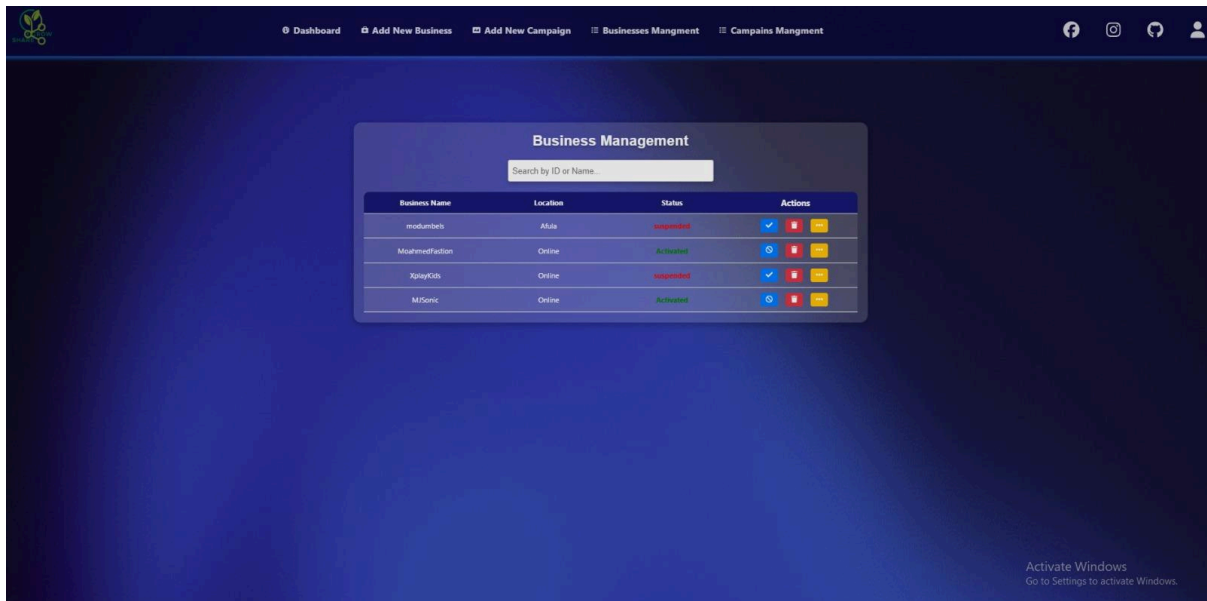 Dashboard Add New Business Add New Campaign Businesses Mangment Campains Mangment
Business Management
Search by ID or Name...
Business Name Location Status Actions
modumbels Afula suspended
MoahmedFastion Online Activated
XplayKids Online suspended
MJSonic Online Activated
Activate Windows
Go to Settings to activate Windows.